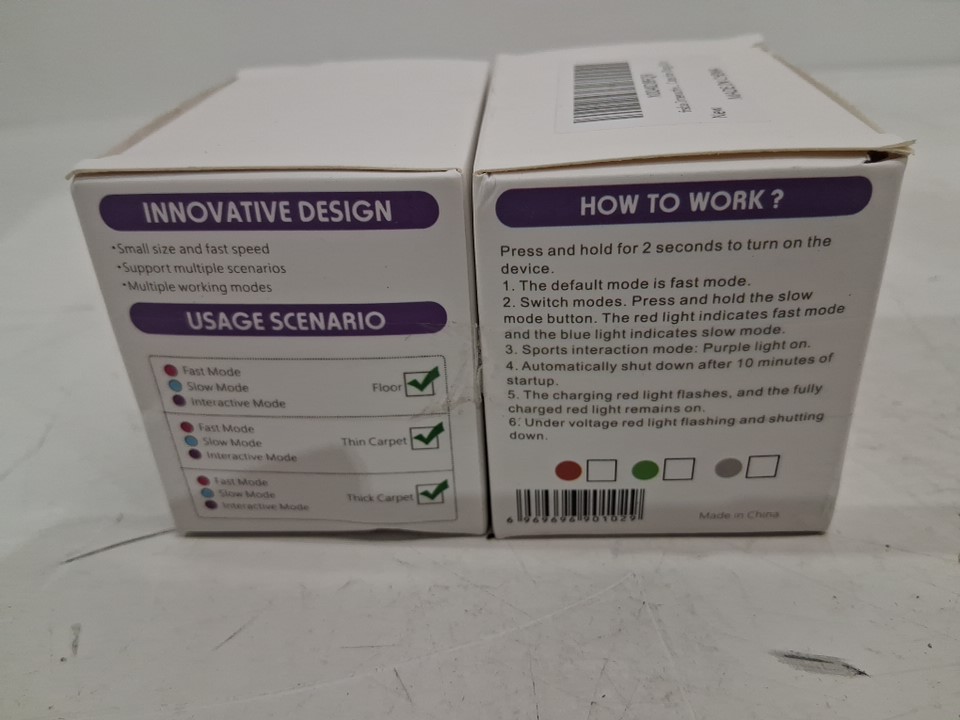 INNOVATIVE DESIGN
•Small size and fast speed
•Support multiple scenarios
•Multiple working modes
USAGE SCENARIO
Fast Mode
Slow Mode
Interactive Mode
Floor
Fast Mode
Slow Mode
Interactive Mode
Thin Carpet
Fast Mode
Slow Mode
Interactive Mode
Thick Carpet
New
HOW TO WORK ?
Press and hold for 2 seconds to turn on the
device.
1. The default mode is fast mode.
2. Switch modes. Press and hold the slow
mode button. The red light indicates fast mode
and the blue light indicates slow mode.
3. Sports interaction mode: Purple light on.
4. Automatically shut down after 10 minutes of
startup.
5. The charging red light flashes, and the fully
charged red light remains on.
6. Under voltage red light flashing and shutting
down.
6 969696 901029
Made in China